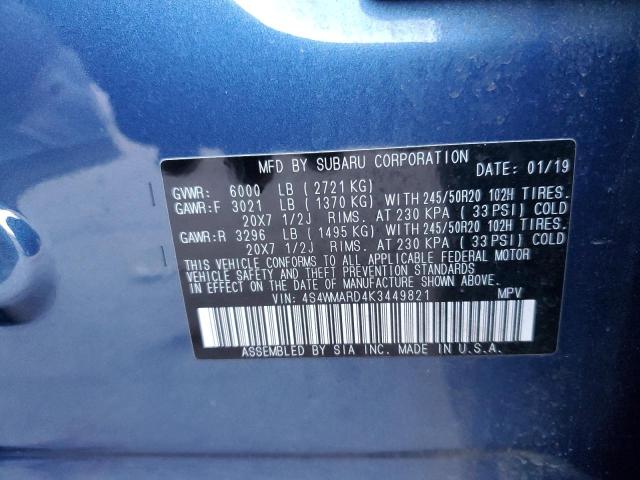 MFD BY SUBARU CORPORATION DATE: 01/19
GVWR: 6000 LB ( 2721 KG)
GAWR:F 3021 LB ( 1370 KG) WITH 245/50R20 102H TIRES.
20X7 1/2J RIMS. AT 230 KPA ( 33 PSI) COLD
GAWR:R 3296 LB ( 1495 KG) WITH 245/50R20 102H TIRES.
20X7 1/2J RIMS. AT 230 KPA ( 33 PSI) COLD
THIS VEHICLE CONFORMS TO ALL APPLICABLE FEDERAL MOTOR
VEHICLE SAFETY, BUMPER, AND THEFT PREVENTION STANDARDS
IN EFFECT ON THE DATE OF MANUFACTURE SHOWN ABOVE.
VIN: 4S4WMARD4K3449821 MPV
ASSEMBLED BY SIA INC. MADE IN U.S.A.